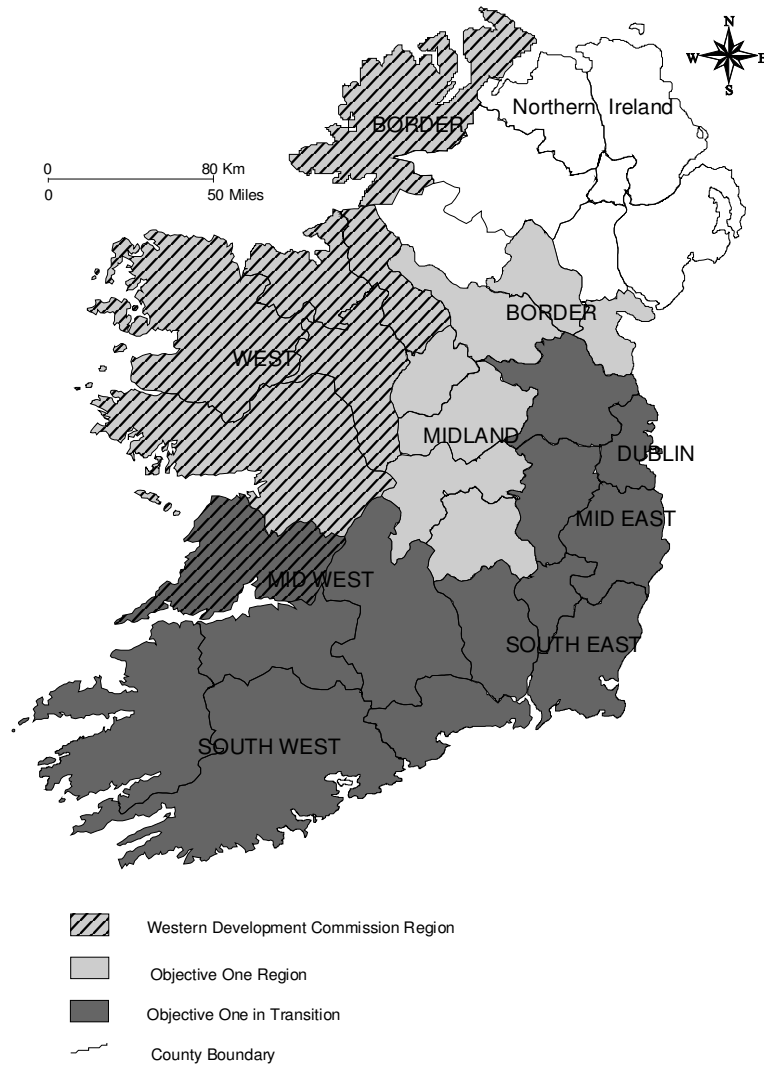 N
W E
S
Northern Ireland
BORDER
0 80 Km
0 50 Miles
BORDER
WEST
MIDLAND
DUBLIN
MID EAST
MID WEST
SOUTH EAST
SOUTH WEST
Western Development Commission Region
Objective One Region
Objective One in Transition
County Boundary